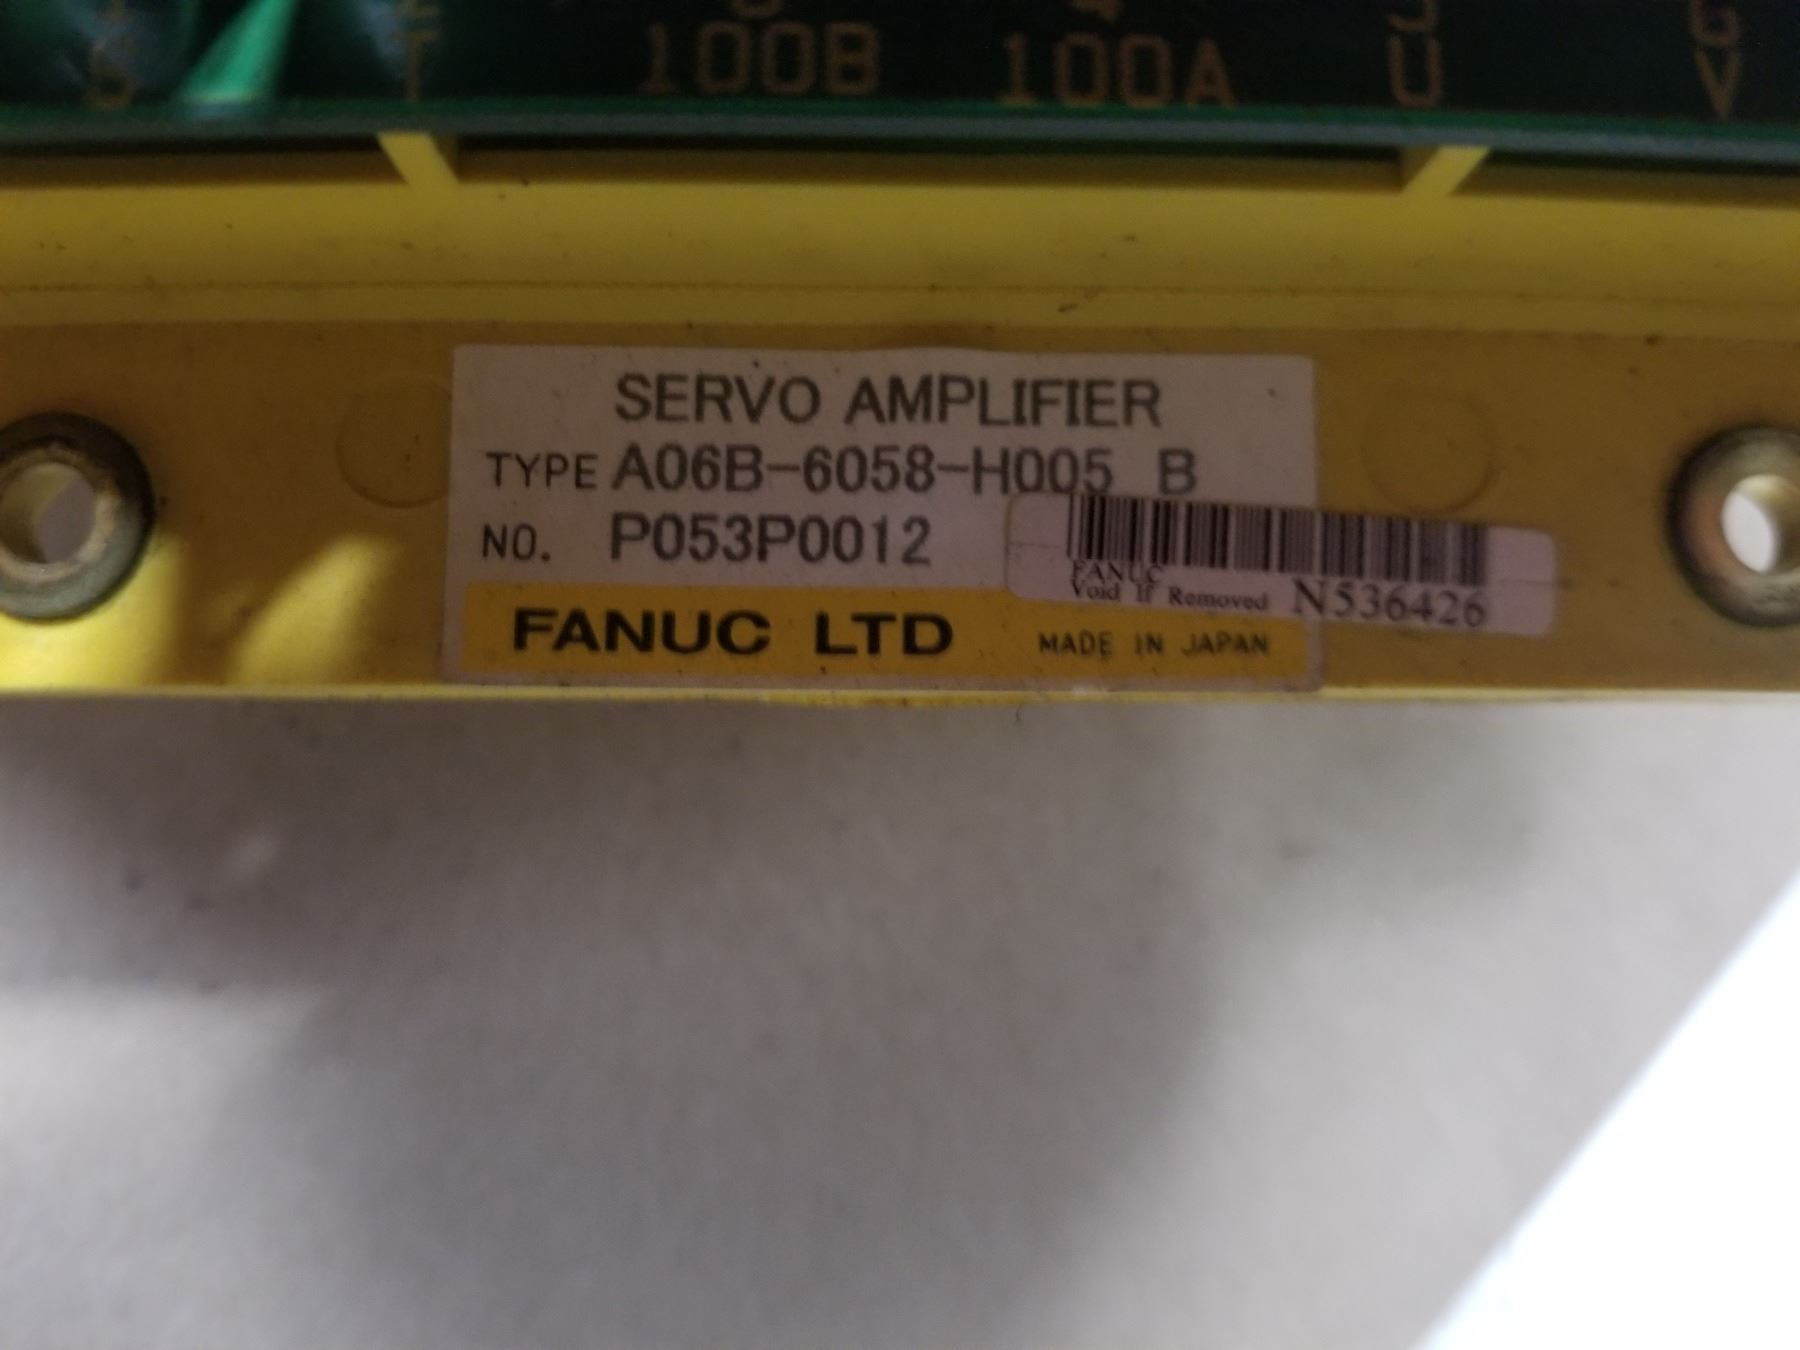 100B 100A U V
SERVO AMPLIFIER
TYPE A06B-6058-H005 B
NO. P053P0012
FANUC
Void If Removed N536426
FANUC LTD MADE IN JAPAN